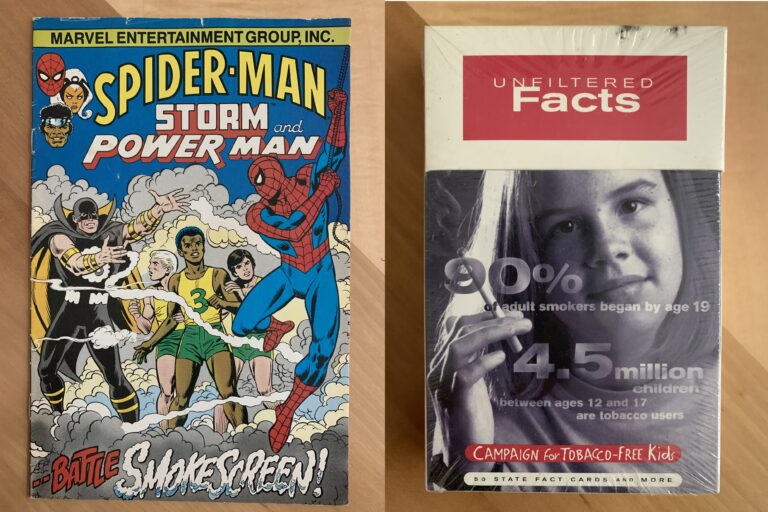 MARVEL ENTERTAINMENT GROUP, INC.
SPIDER-MAN
STORM and
POWER MAN
3
...BATTLE SMOKESCREEN!
UNFILTERED
Facts
90%
of adult smokers began by age 19
4.5 million
children
between ages 12 and 17
are tobacco users
CAMPAIGN for TOBACCO-FREE Kids
50 STATE FACT CARDS AND MORE